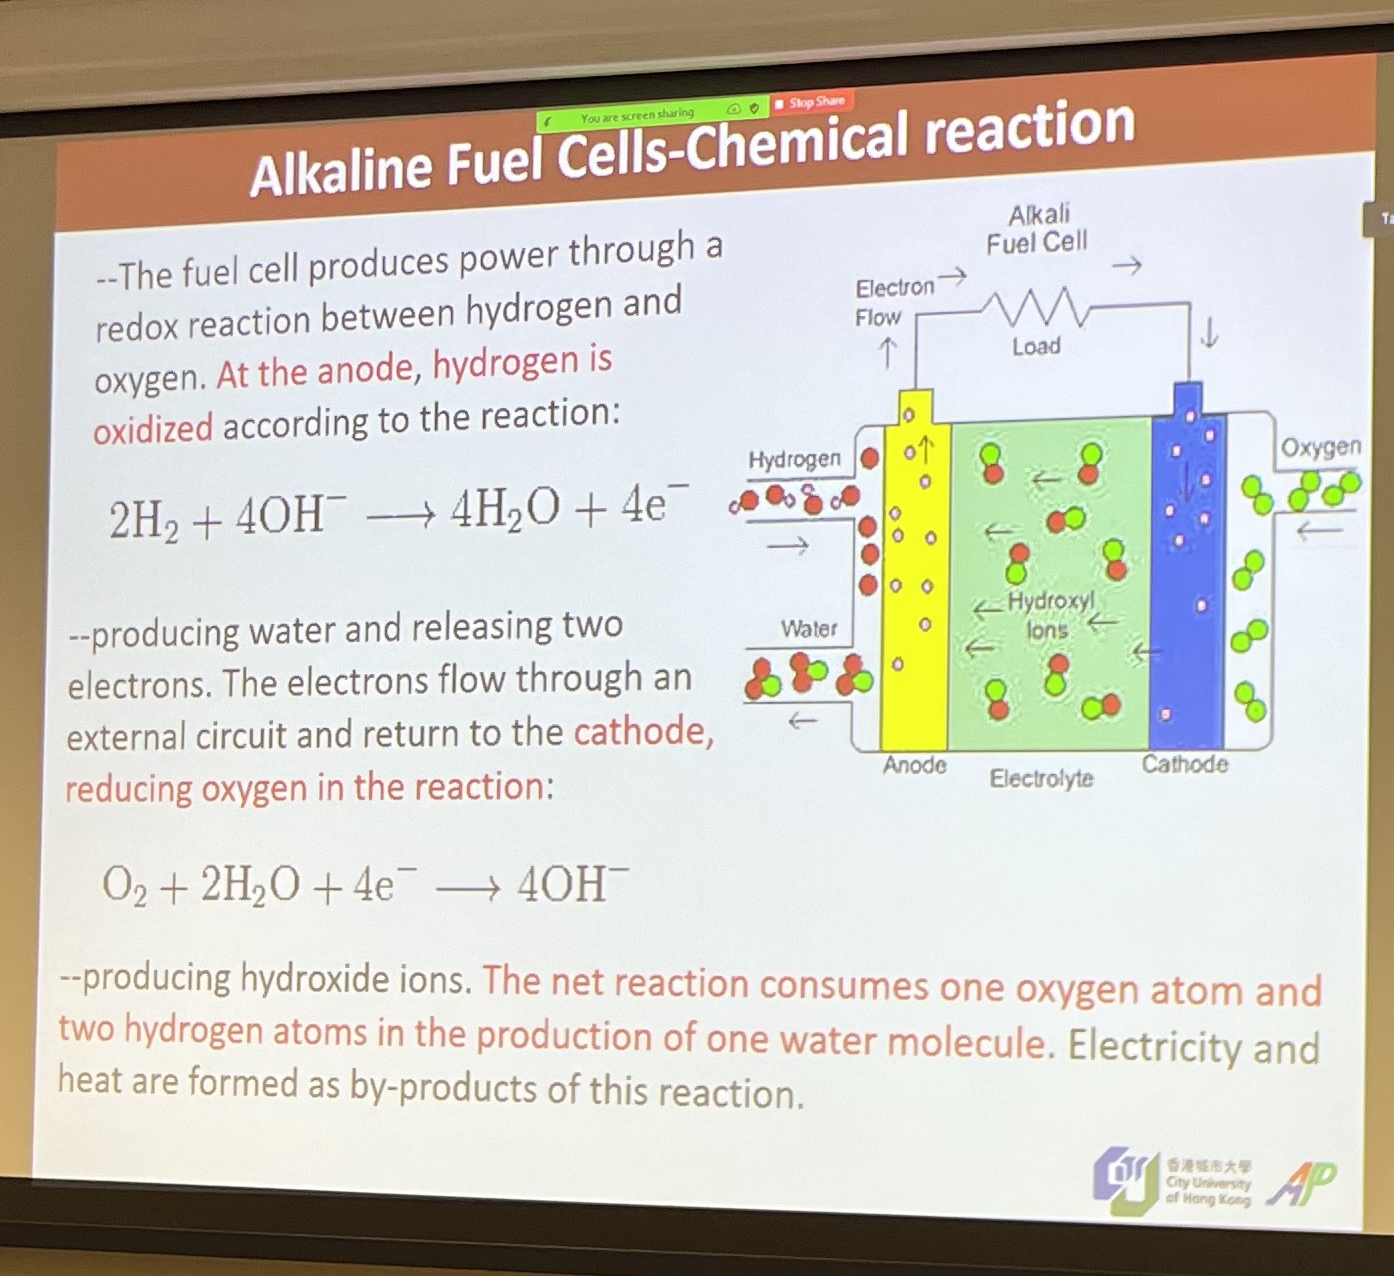 You are screen sharing
Stop Share
Alkaline Fuel Cells-Chemical reaction
--The fuel cell produces power through a
redox reaction between hydrogen and
oxygen. At the anode, hydrogen is
oxidized according to the reaction:
2H₂ + 4OH⁻ ⟶ 4H₂O + 4e⁻
--producing water and releasing two
electrons. The electrons flow through an
external circuit and return to the cathode,
reducing oxygen in the reaction:
O₂ + 2H₂O + 4e⁻ ⟶ 4OH⁻
--producing hydroxide ions. The net reaction consumes one oxygen atom and
two hydrogen atoms in the production of one water molecule. Electricity and
heat are formed as by-products of this reaction.
Alkali
Fuel Cell
Electron
Flow
Load
Hydrogen
Oxygen
Water
Hydroxyl
Ions
Anode
Electrolyte
Cathode
香港城市大學
City University
of Hong Kong
AP